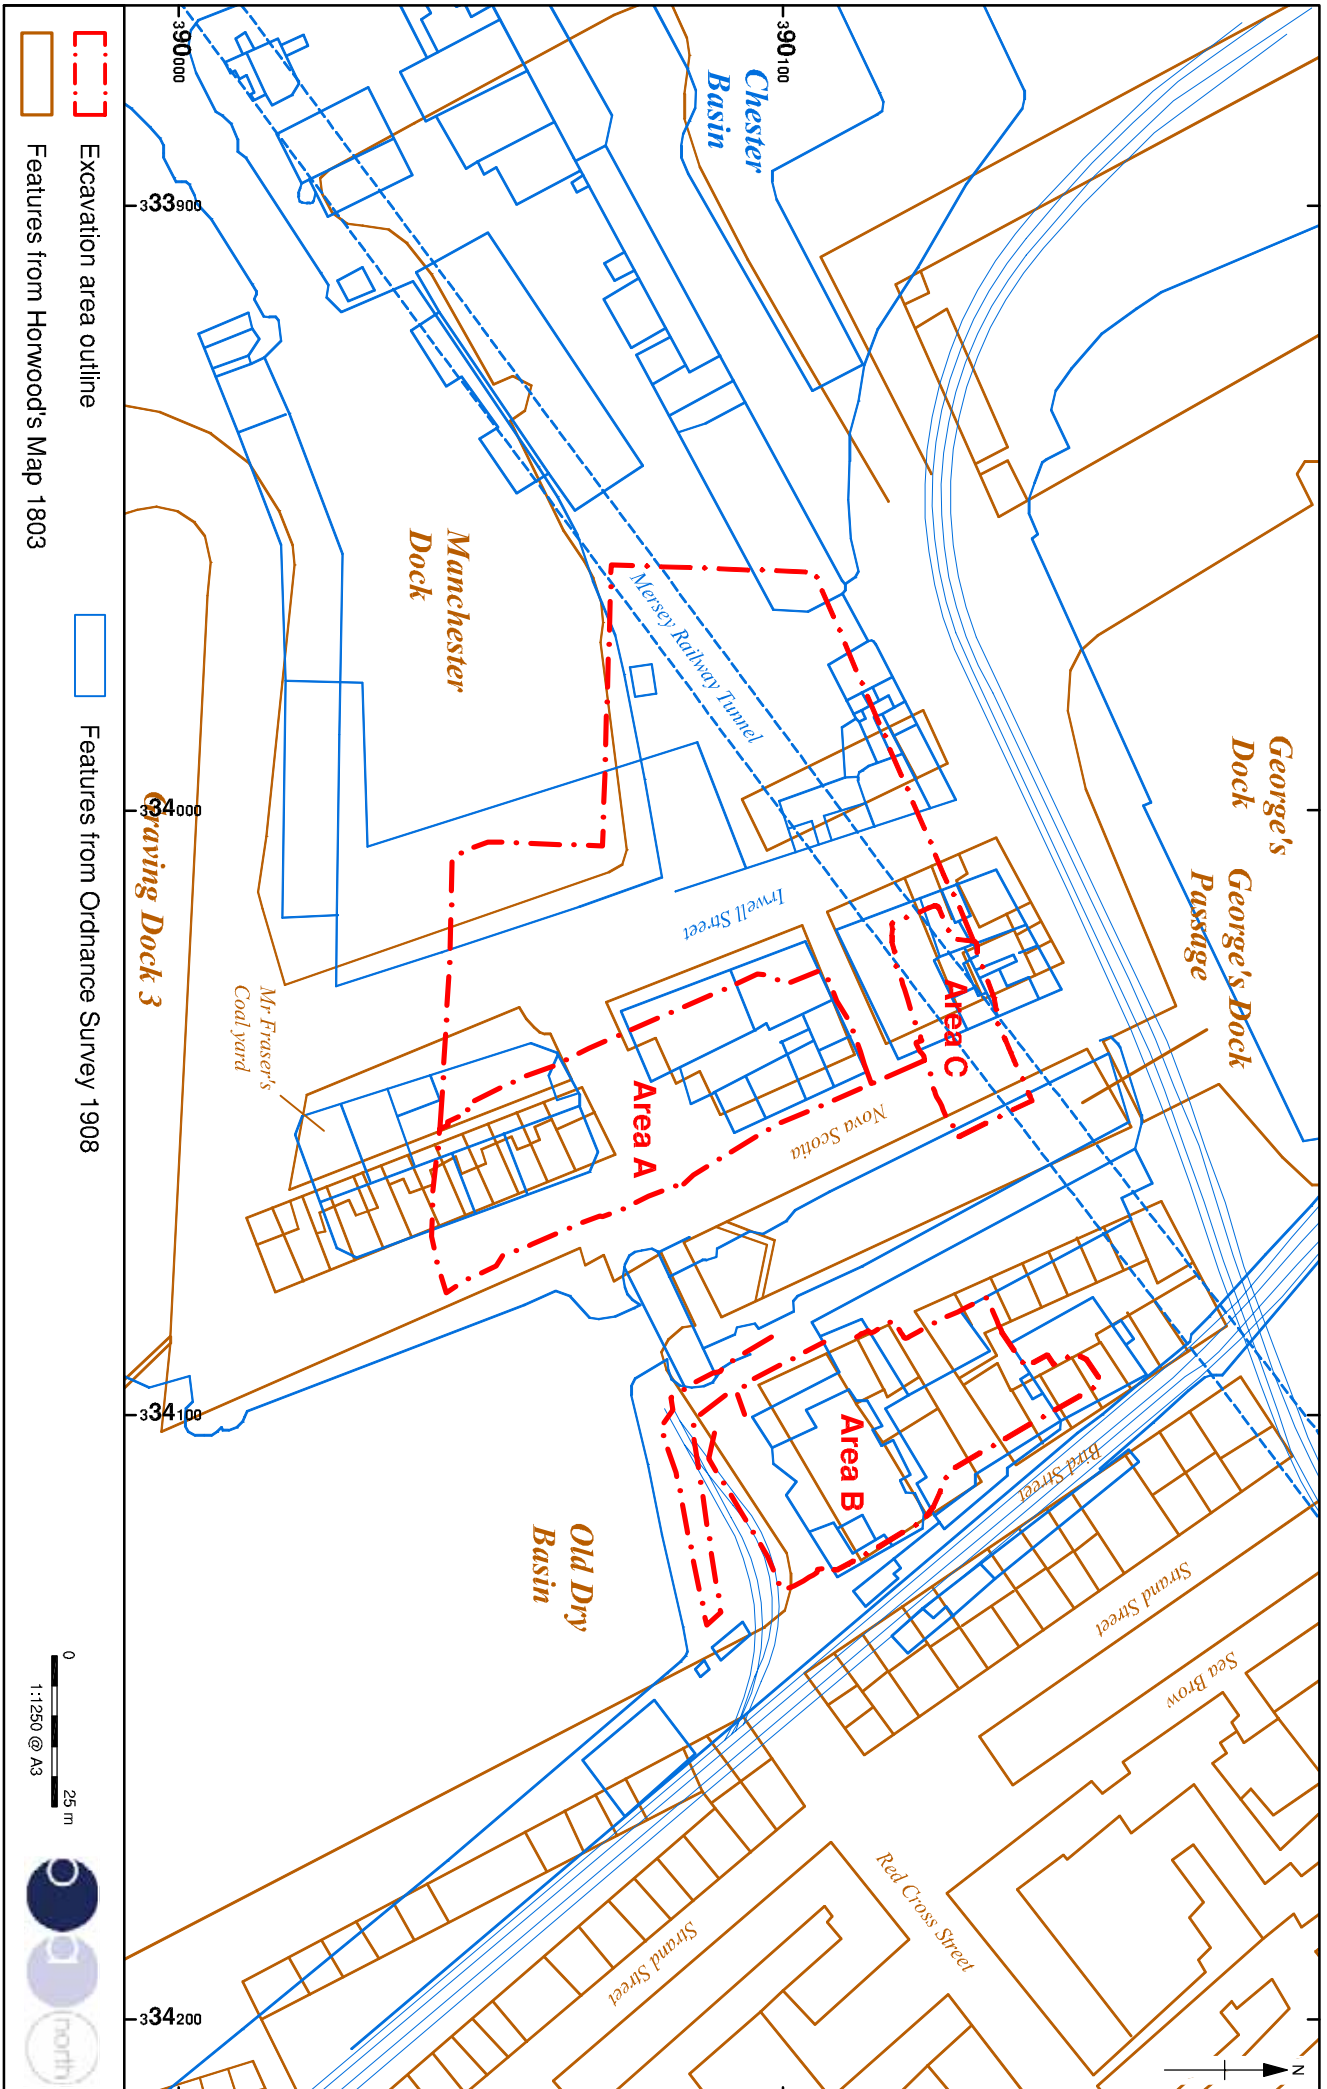 George's
Dock
George's Dock
Passage
Chester
Basin
Mersey Railway Tunnel
Manchester
Dock
Irwell Street
Nova Scotia
Area C
Area A
Area B
Mr Fraser's
Coal yard
Graving Dock 3
Old Dry
Basin
Bird Street
Strand Street
Sea Brow
Red Cross Street
Strand Street
N
390100
390000
333900
334000
334100
334200
Excavation area outline
Features from Horwood's Map 1803
Features from Ordnance Survey 1908
0
25 m
1:1250 @ A3
oa
north